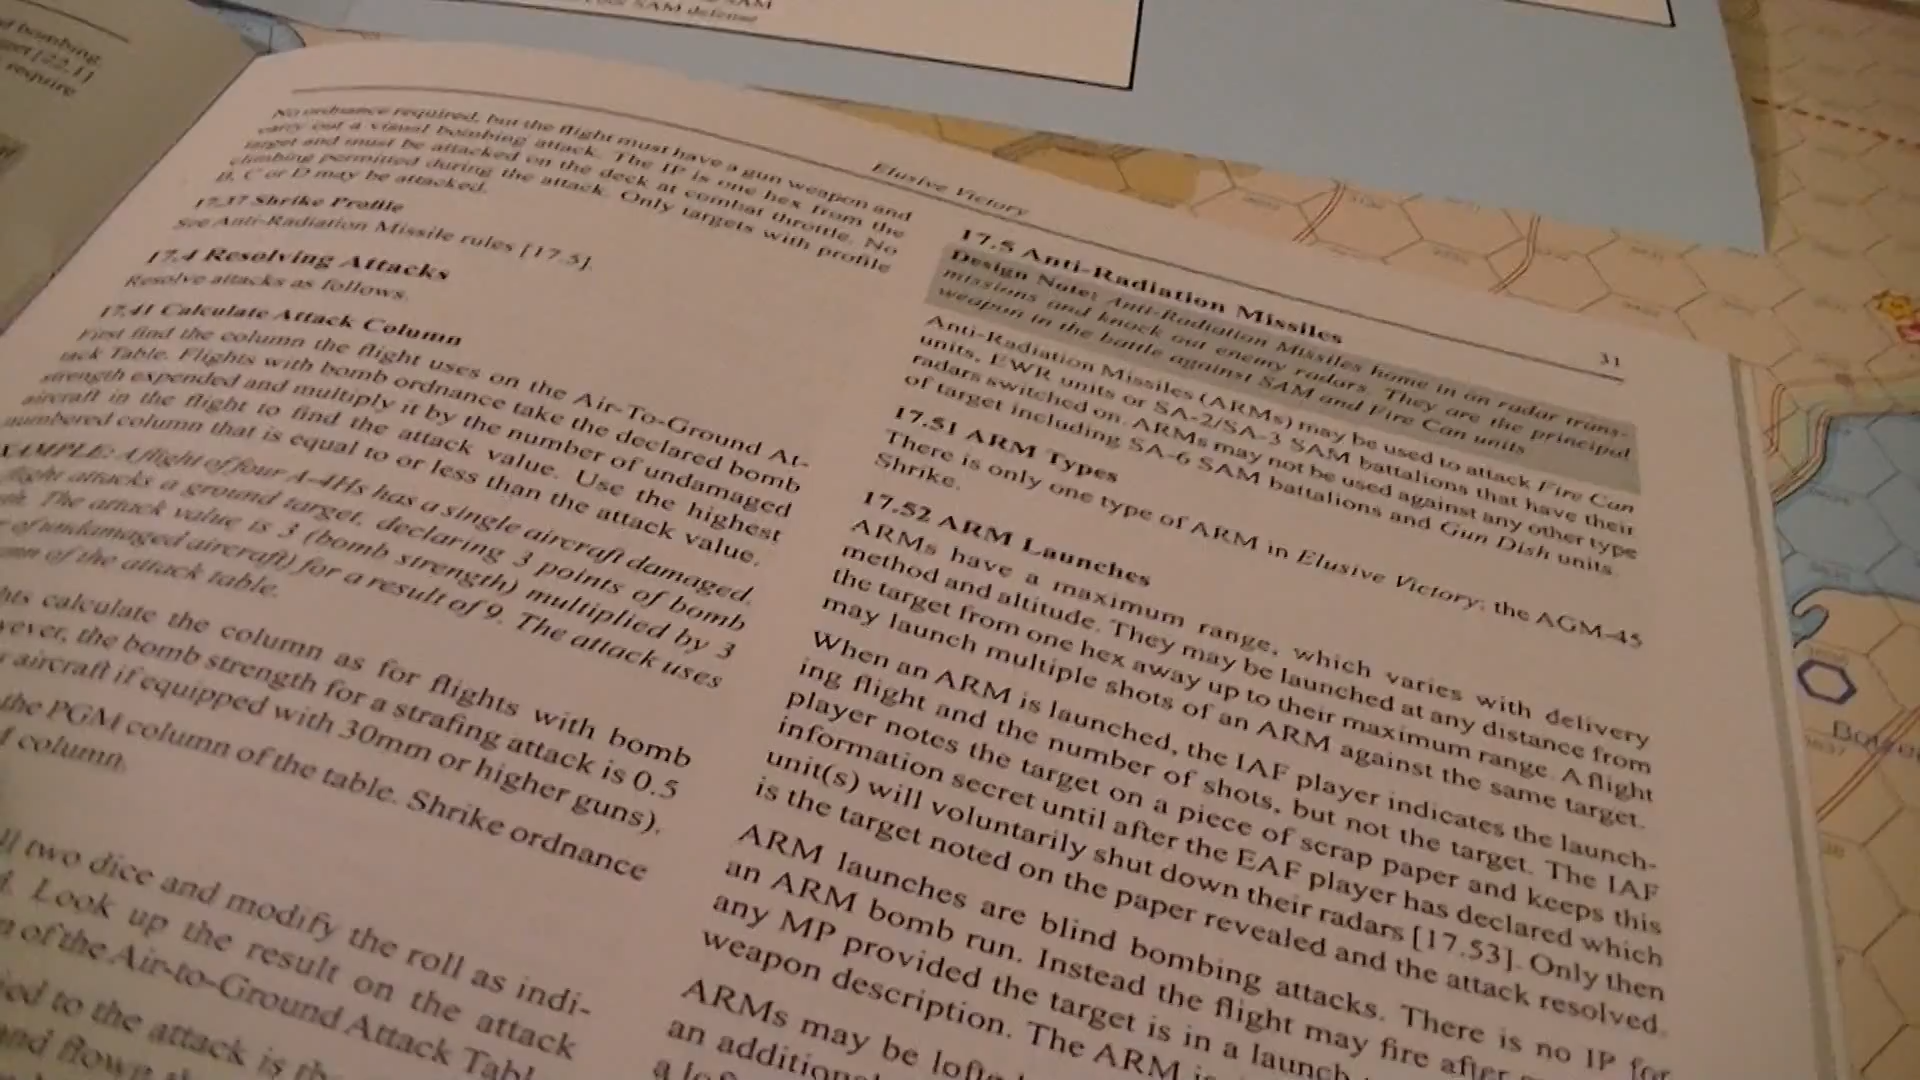 SAM
SAM defense
d bombing
[22.1]
require
Elusive Victory
31
No ordnance required, but the flight must have a gun weapon and
carry out a visual bombing attack. The IP is one hex from the
target and must be attacked on the deck at combat throttle. No
climbing permitted during the attack. Only targets with profile
B, C or D may be attacked.
17.37 Shrike Profile
See Anti-Radiation Missile rules [17.5].
17.4 Resolving Attacks
Resolve attacks as follows.
17.41 Calculate Attack Column
First find the column the flight uses on the Air-To-Ground At-
tack Table. Flights with bomb ordnance take the declared bomb
strength expended and multiply it by the number of undamaged
aircraft in the flight to find the attack value. Use the highest
numbered column that is equal to or less than the attack value.
EXAMPLE: A flight of four A-4Hs has a single aircraft damaged.
flight attacks a ground target, declaring 3 points of bomb
The attack value is 3 (bomb strength) multiplied by 3
of undamaged aircraft) for a result of 9. The attack uses
of the attack table.
calculate the column as for flights with bomb
the bomb strength for a strafing attack is 0.5
aircraft if equipped with 30mm or higher guns).
the PGM column of the table. Shrike ordnance
column.
two dice and modify the roll as indi-
Look up the result on the attack
of the Air-to-Ground Attack
to the attack is
and flown
17.5 Anti-Radiation Missiles
Design Note: Anti-Radiation Missiles home in on radar trans-
missions and knock out enemy radars. They are the principal
weapon in the battle against SAM and Fire Can units
Anti-Radiation Missiles (ARMs) may be used to attack Fire Can
units, EWR units or SA-2/SA-3 SAM battalions that have their
radars switched on. ARMs may not be used against any other type
of target including SA-6 SAM battalions and Gun Dish units.
17.51 ARM Types
There is only one type of ARM in Elusive Victory: the AGM-45
Shrike.
17.52 ARM Launches
ARMs have a maximum range, which varies with delivery
method and altitude. They may be launched at any distance from
the target from one hex away up to their maximum range. A flight
may launch multiple shots of an ARM against the same target.
When an ARM is launched, the IAF player indicates the launch-
ing flight and the number of shots, but not the target. The IAF
player notes the target on a piece of scrap paper and keeps this
information secret until after the EAF player has declared which
unit(s) will voluntarily shut down their radars [17.53]. Only then
is the target noted on the paper revealed and the attack resolved.
ARM launches are blind bombing attacks. There is no IP for
an ARM bomb run. Instead the flight may fire after
any MP provided the target is in a launch
weapon description. The ARM is
ARMs may be
an additional